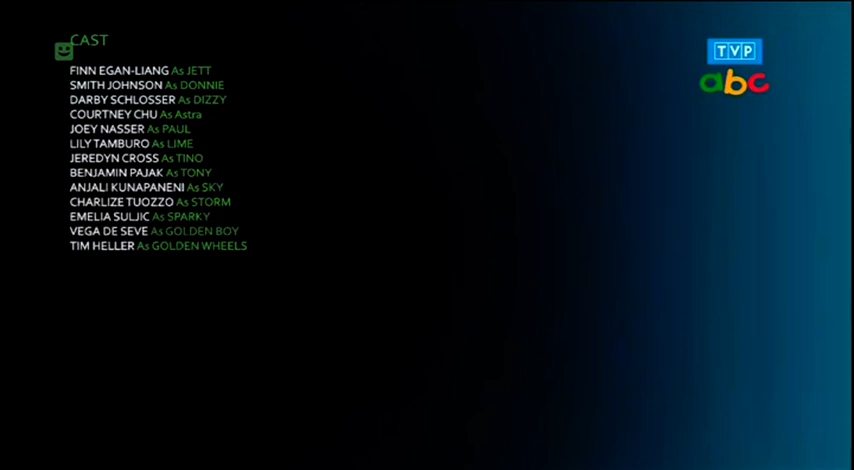 CAST
FINN EGAN-LIANG As JETT
SMITH JOHNSON As DONNIE
DARBY SCHLOSSER As DIZZY
COURTNEY CHU As Astra
JOEY NASSER As PAUL
LILY TAMBURO As LIME
JEREDYN CROSS As TINO
BENJAMIN PAJAK As TONY
ANJALI KUNAPANENI As SKY
CHARLIZE TUOZZO As STORM
EMELIA SULJIC As SPARKY
VEGA DE SEVE As GOLDEN BOY
TIM HELLER As GOLDEN WHEELS
TVP
abc